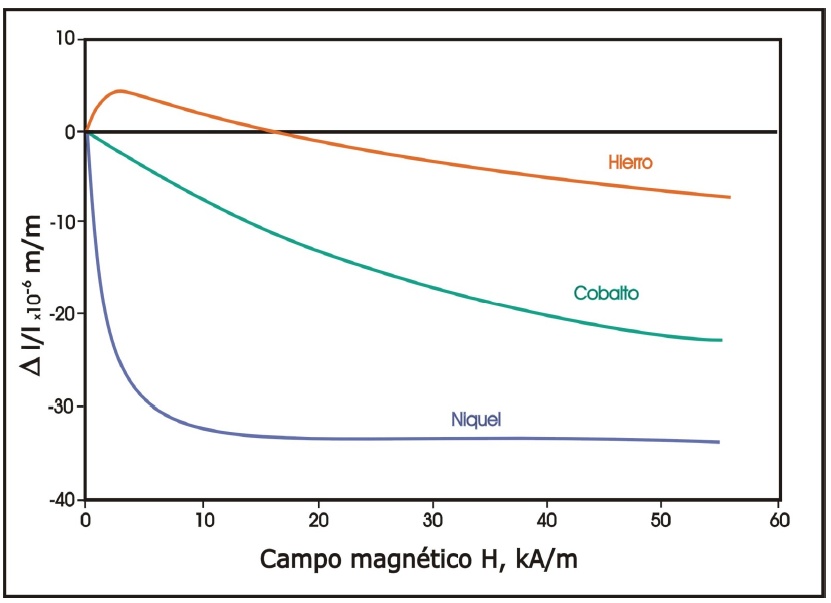 10
0
-10
-20
-30
-40
Δ l/l x10⁻⁶ m/m
Hierro
Cobalto
Niquel
0 10 20 30 40 50 60
Campo magnético H, kA/m